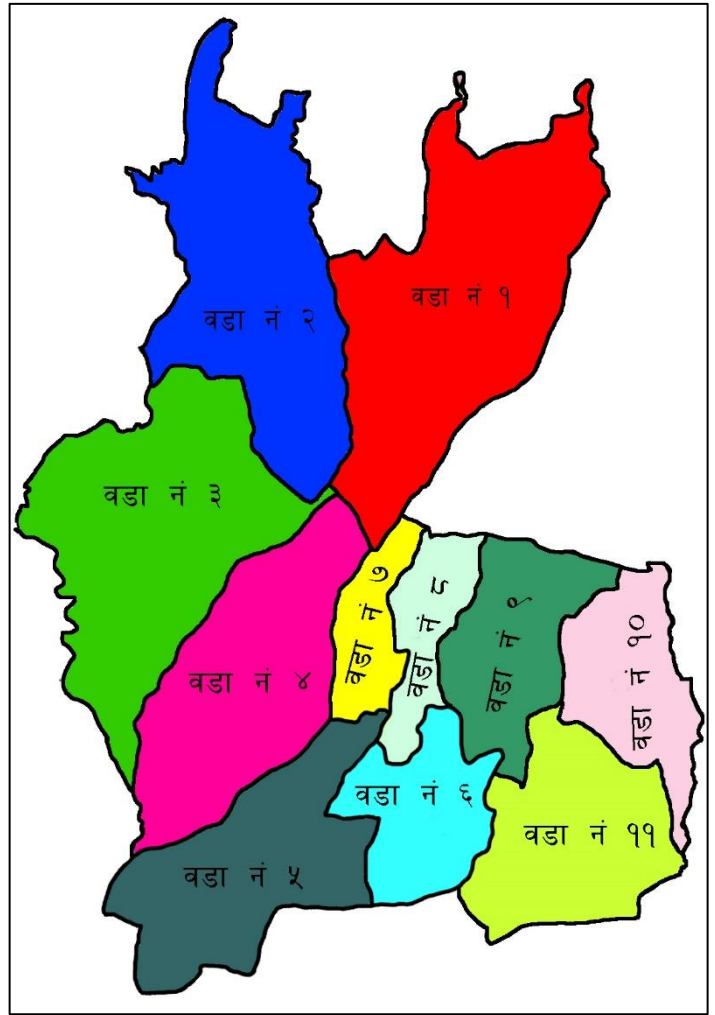 वडा नं १
वडा नं २
वडा नं ३
वडा नं ४
वडा नं ७
वडा नं ८
वडा नं ९
वडा नं १०
वडा नं ५
वडा नं ६
वडा नं ११